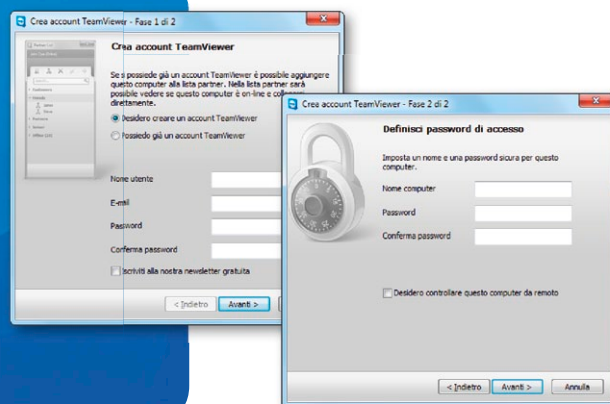 Crea account TeamViewer - Fase 1 di 2
Crea account TeamViewer
Se si possiede già un account TeamViewer è possibile aggiungere
questo computer alla lista partner. Nella lista partner sarà
possibile vedere se questo computer è on-line e
direttamente.
Desidero creare un account TeamViewer
Possiedo già un account TeamViewer
Nome utente
E-mail
Password
Conferma password
Iscriviti alla nostra newsletter gratuita
< Indietro
Avanti >
Crea account TeamViewer - Fase 2 di 2
Definisci password di accesso
Imposta un nome e una password sicura per questo
computer.
Nome computer
Password
Conferma password
Desidero controllare questo computer da remoto
< Indietro
Avanti >
Annulla